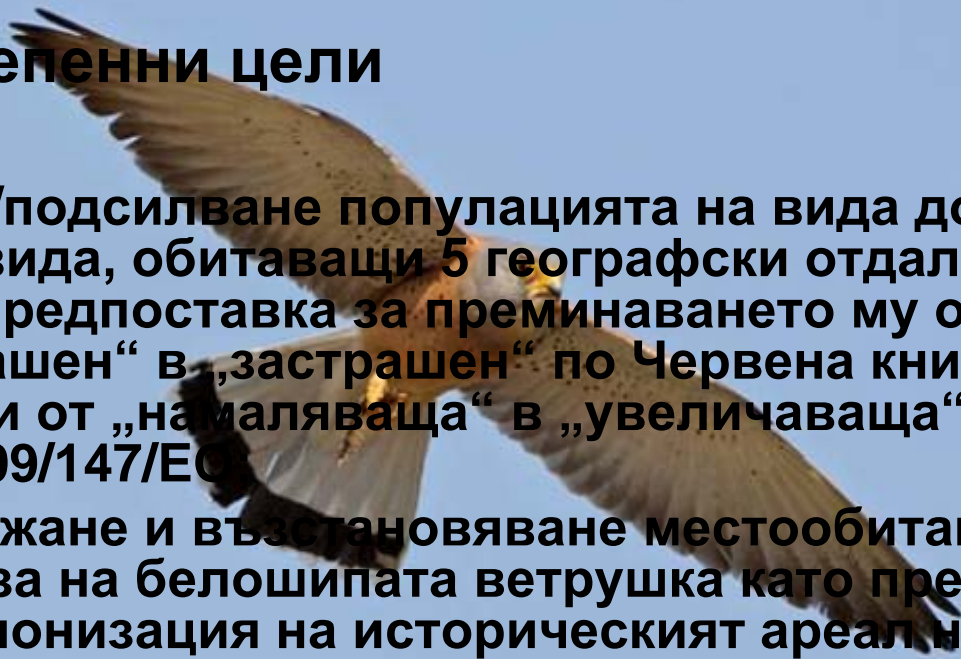 епенни цели
/подсилване популацията на вида до
вида, обитаващи 5 географски отдал
редпоставка за преминаването му о
ашен“ в „застрашен“ по Червена кни
и от „намаляваща“ в „увеличаваща“
09/147/ЕО
жане и възстановяване местообита
ва на белошипата ветрушка като пре
онизация на историческият ареал н